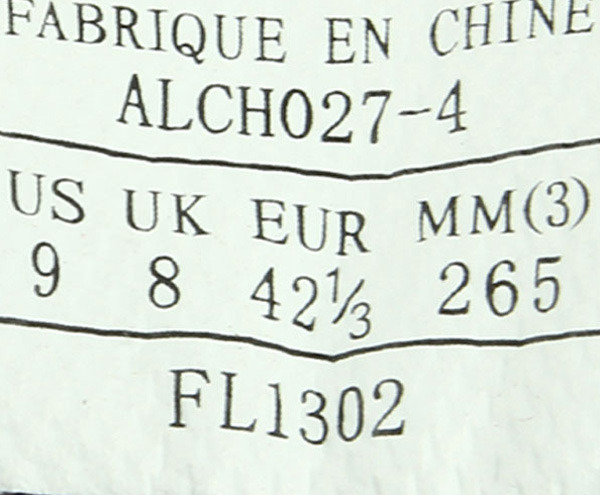 FABRIQUE EN CHINE
ALCH027-4
US UK EUR MM(3)
9 8 42⅓ 265
FL1302